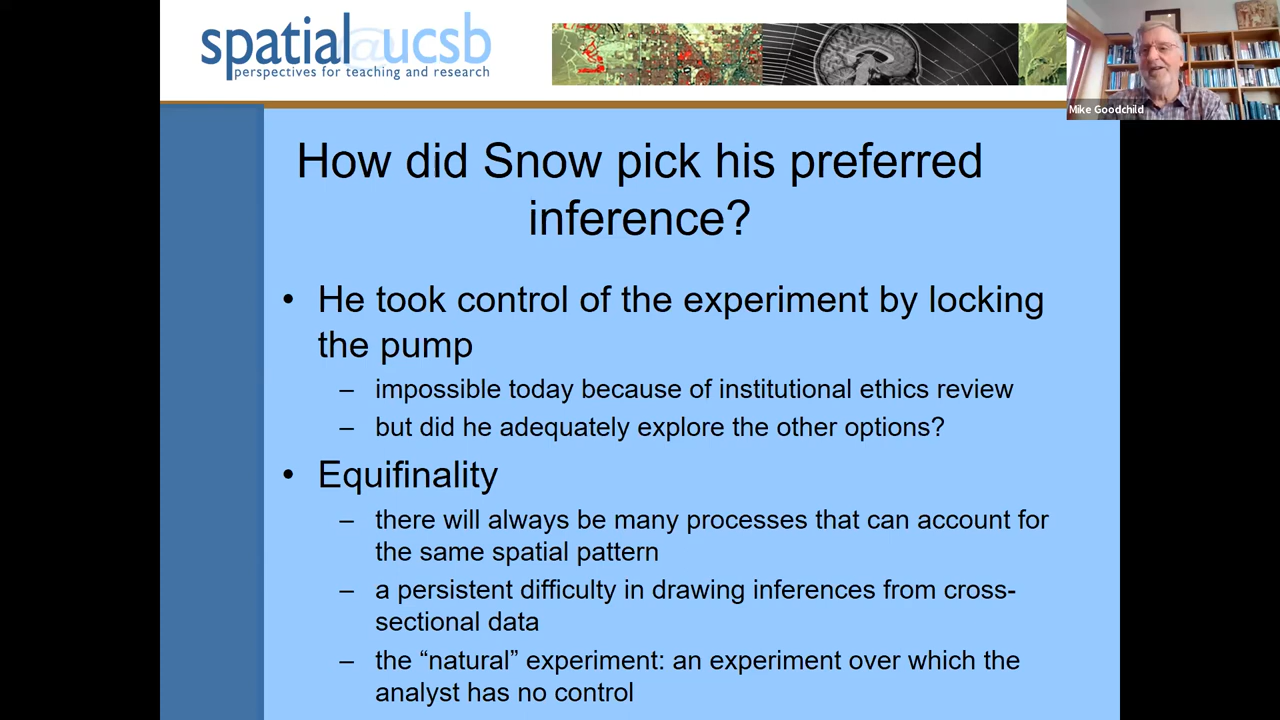 spatial@ucsb
perspectives for teaching and research
Mike Goodchild
How did Snow pick his preferred
inference?
• He took control of the experiment by locking
the pump
– impossible today because of institutional ethics review
– but did he adequately explore the other options?
• Equifinality
– there will always be many processes that can account for
the same spatial pattern
– a persistent difficulty in drawing inferences from cross-
sectional data
– the “natural” experiment: an experiment over which the
analyst has no control